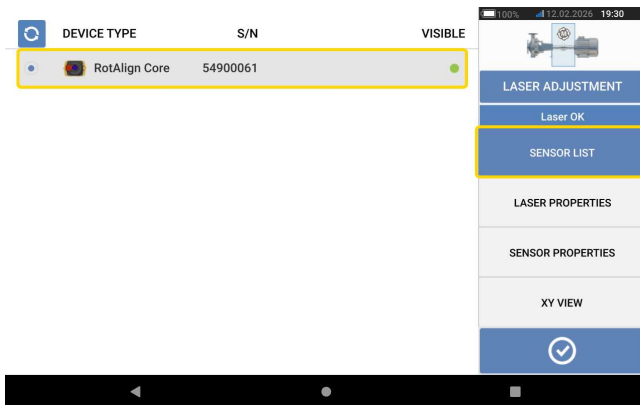 DEVICE TYPE S/N VISIBLE
RotAlign Core 54900061
100% 12.02.2026 19:30
LASER ADJUSTMENT
Laser OK
SENSOR LIST
LASER PROPERTIES
SENSOR PROPERTIES
XY VIEW